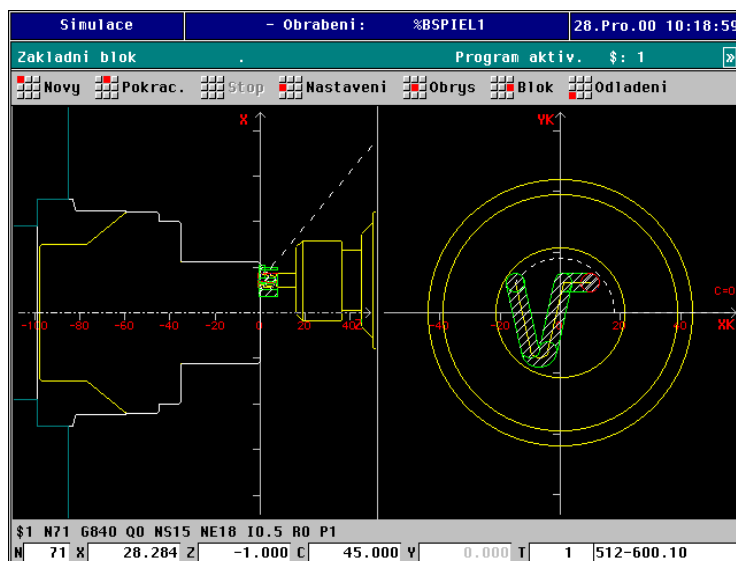 Simulace - Obrabeni: %BSPIEL1 28.Pro.00 10:18:59
Zakladni blok . Program aktiv. $: 1 »
Novy Pokrac. Stop Nastaveni Obrys Blok Odladeni
X YK
C=0
-100 -80 -60 -40 -20 0 20 40 Z -40 -20 0 20 40 XK
$1 N71 G840 Q0 NS15 NE18 I0.5 R0 P1
N 71 X 28.284 Z -1.000 C 45.000 Y 0.000 T 1 512-600.10